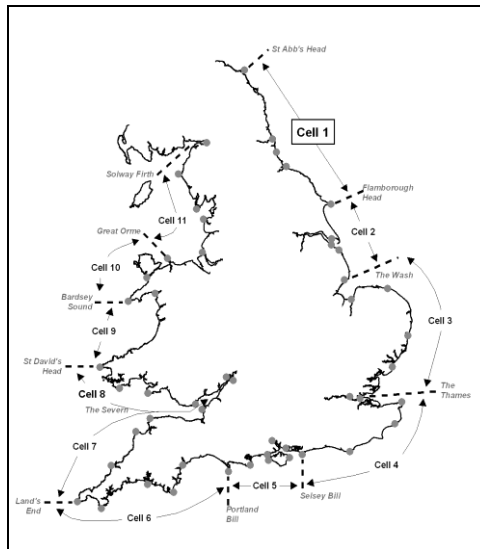 St Abb's Head
Cell 1
Solway Firth
Flamborough
Head
Cell 11
Great Orme
Cell 2
Cell 10
The Wash
Bardsey
Sound
Cell 3
Cell 9
St David's
Head
Cell 8
The
Thames
The Severn
Cell 7
Cell 4
Cell 5
Selsey Bill
Land's
End
Cell 6
Portland
Bill